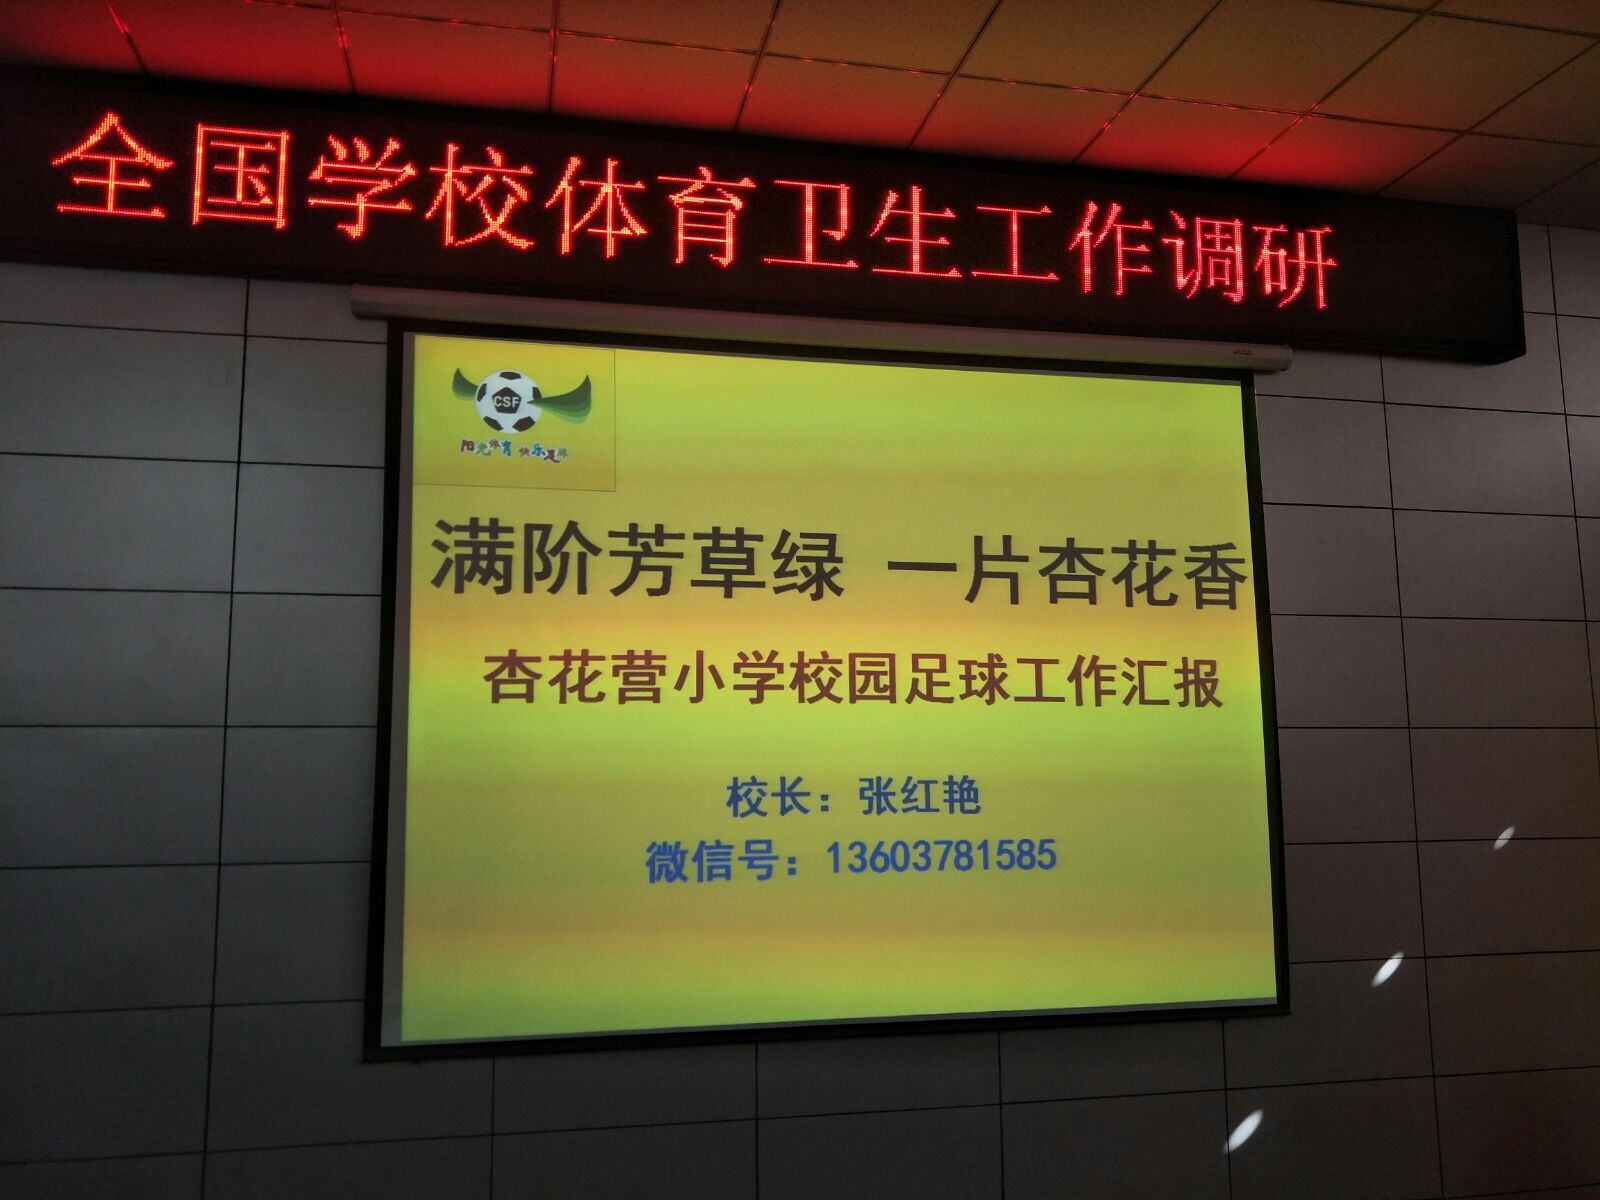 全国学校体育卫生工作调研
CSF
阳光体育 快乐足球
满阶芳草绿 一片杏花香
杏花营小学校园足球工作汇报
校长：张红艳
微信号：13603781585